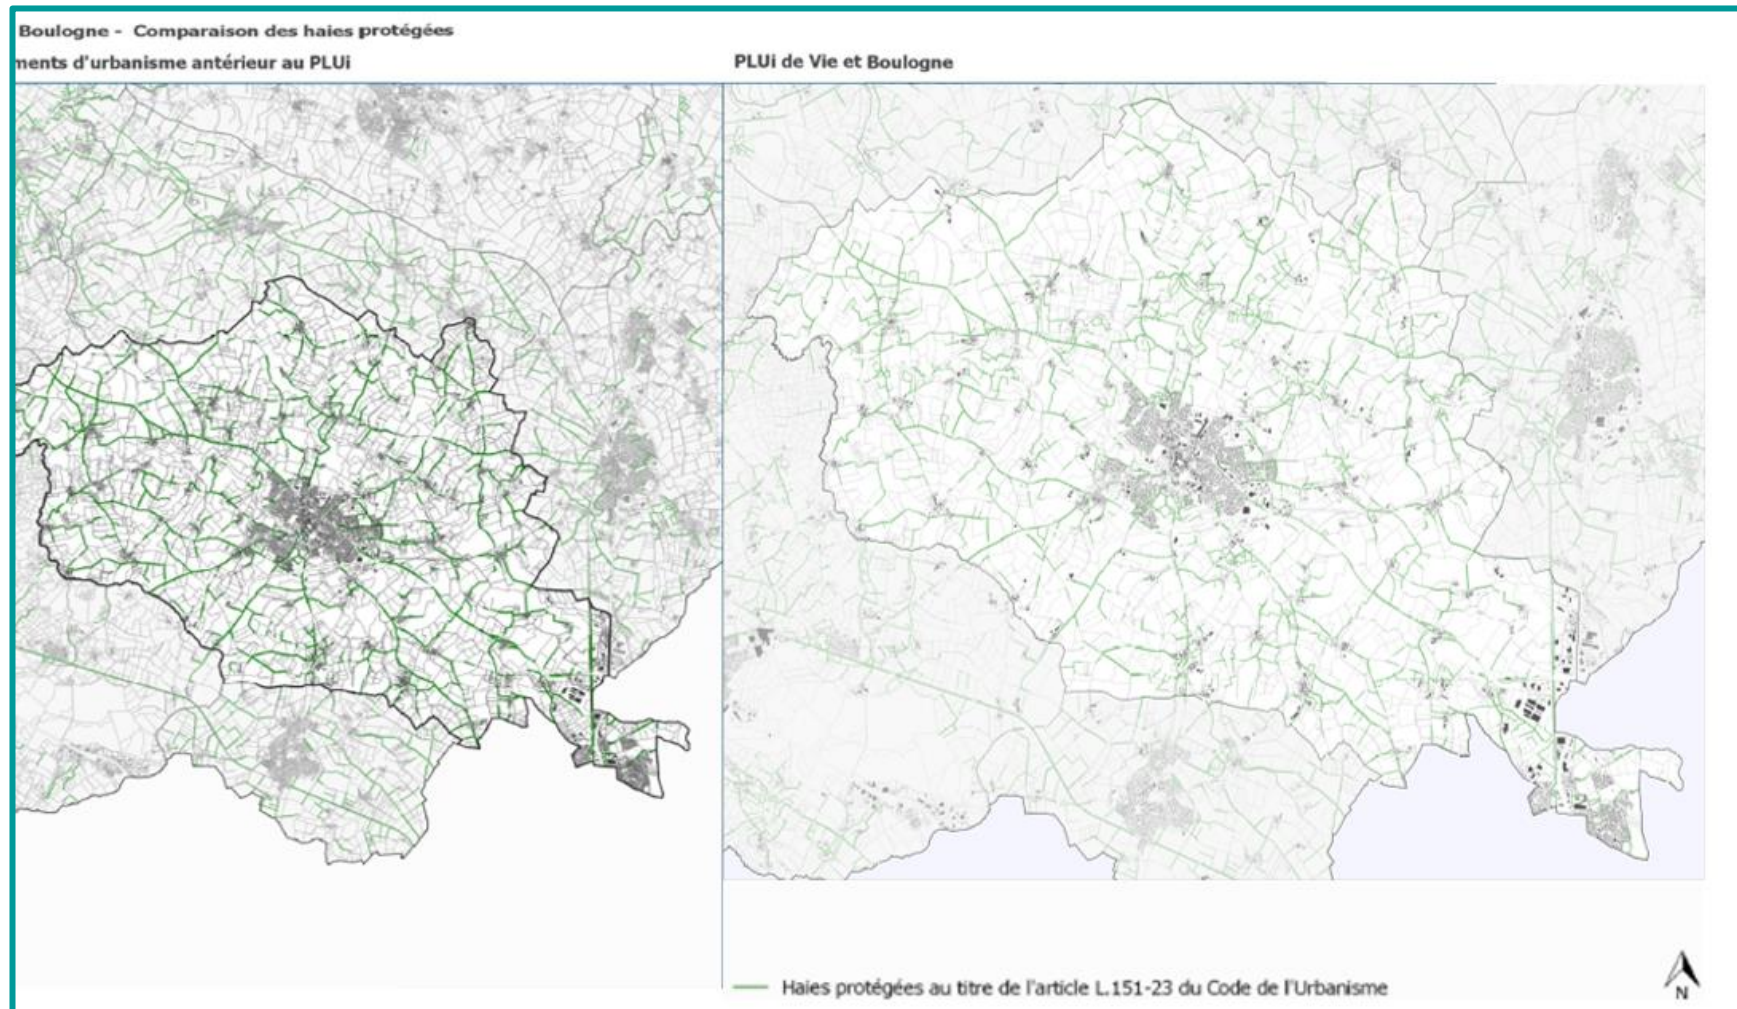 Boulogne - Comparaison des haies protégées
ments d'urbanisme antérieur au PLUi
PLUi de Vie et Boulogne
Haies protégées au titre de l'article L.151-23 du Code de l'Urbanisme
N